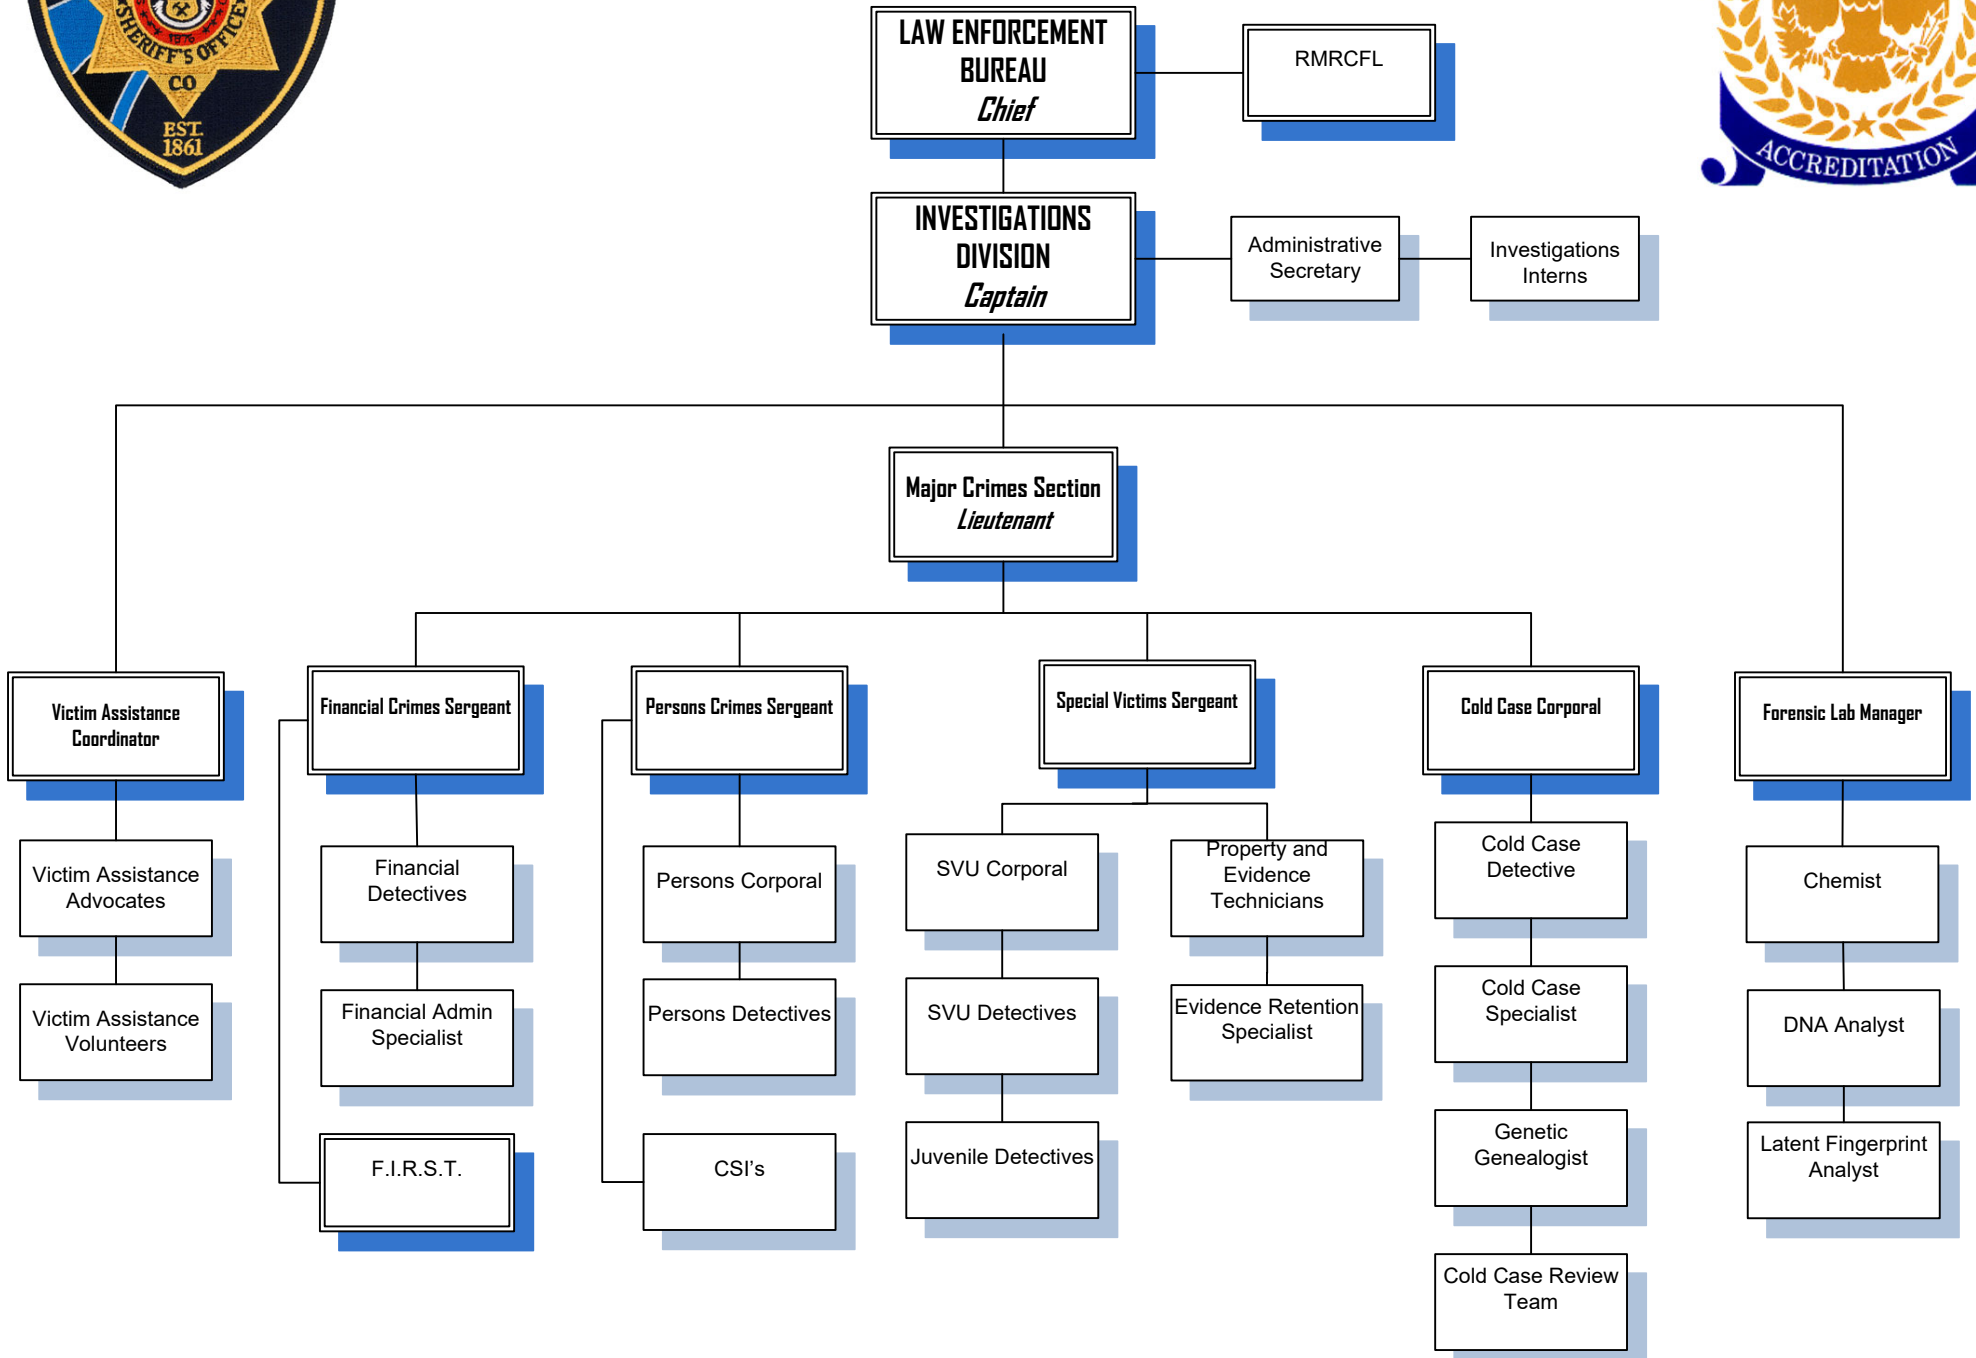 SHERIFF'S OFFICE
1976
CO
EST.
1861
LAW ENFORCEMENT
BUREAU
Chief
RMRCFL
ACCREDITATION
INVESTIGATIONS
DIVISION
Captain
Administrative
Secretary
Investigations
Interns
Major Crimes Section
Lieutenant
Victim Assistance
Coordinator
Financial Crimes Sergeant
Persons Crimes Sergeant
Special Victims Sergeant
Cold Case Corporal
Forensic Lab Manager
Victim Assistance
Advocates
Financial
Detectives
Persons Corporal
SVU Corporal
Property and
Evidence
Technicians
Cold Case
Detective
Chemist
Victim Assistance
Volunteers
Financial Admin
Specialist
Persons Detectives
SVU Detectives
Evidence Retention
Specialist
Cold Case
Specialist
DNA Analyst
F.I.R.S.T.
CSI's
Juvenile Detectives
Genetic
Genealogist
Latent Fingerprint
Analyst
Cold Case Review
Team